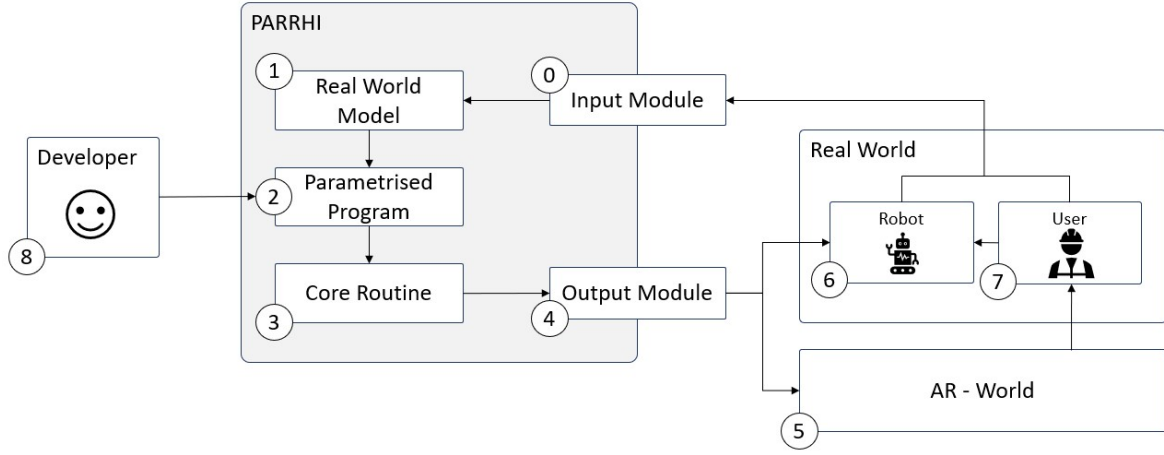 PARRHI
1
Real World
Model
0
Input Module
Developer
8
2
Parametrised
Program
3
Core Routine
4
Output Module
Real World
Robot
6
User
7
AR - World
5